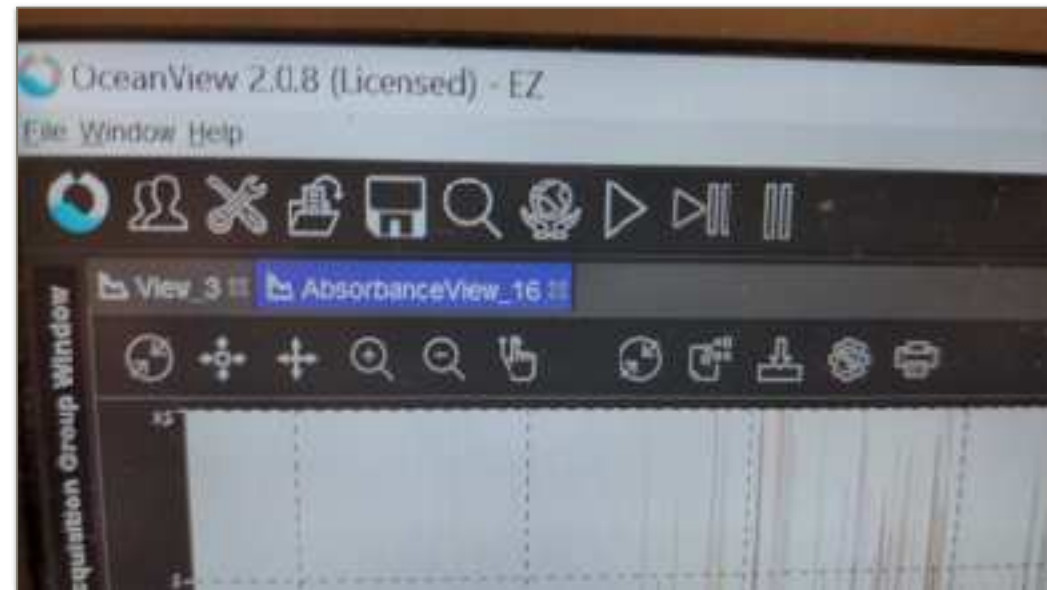 OceanView 2.0.8 (Licensed) - EZ
File Window Help
View_3 AbsorbanceView_16
Acquisition Group Window